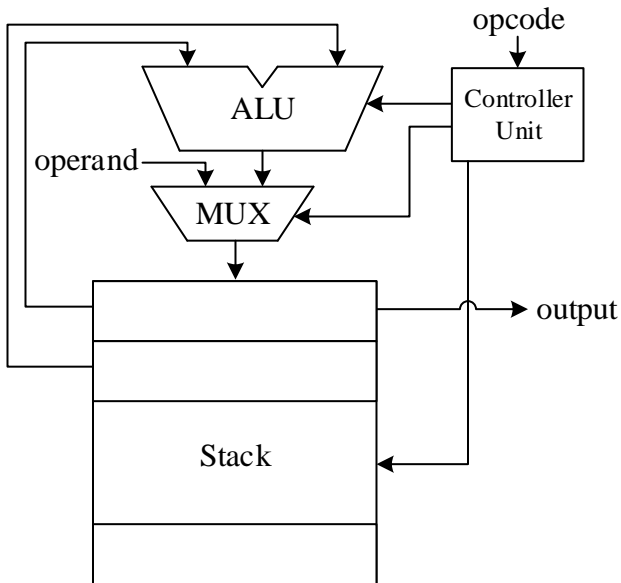 opcode
ALU
Controller
Unit
operand
MUX
output
Stack